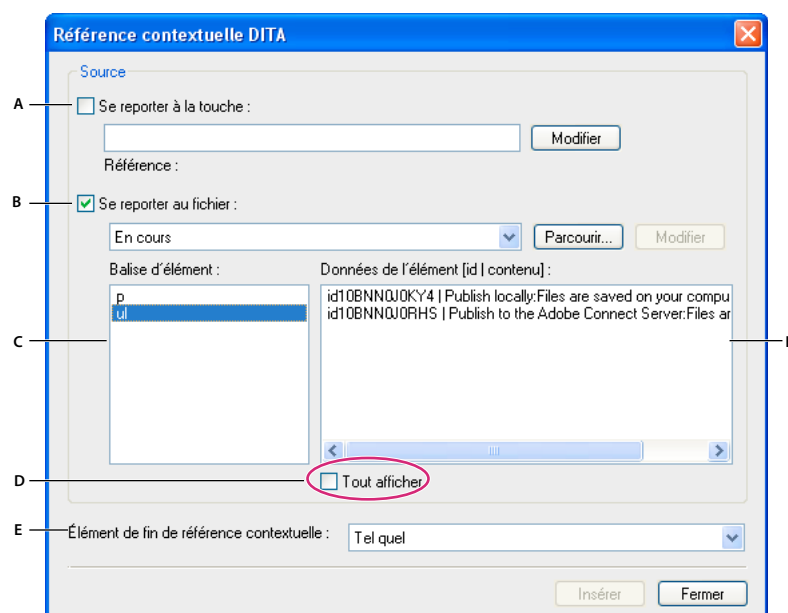 Référence contextuelle DITA
Source
A
Se reporter à la touche :
Modifier
Référence :
B
Se reporter au fichier :
En cours
Parcourir...
Modifier
Balise d'élément :
Données de l'élément [id | contenu] :
p
ul
id10BNN0J0KY4 | Publish locally:Files are saved on your compu
id10BNN0J0RHS | Publish to the Adobe Connect Server:Files ar
C
D
Tout afficher
E
Élément de fin de référence contextuelle :
Tel quel
Insérer
Fermer